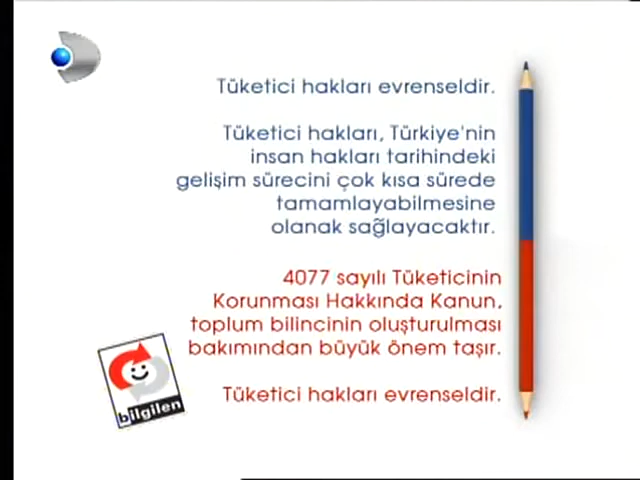 Tüketici hakları evrenseldir.
Tüketici hakları, Türkiye'nin
insan hakları tarihindeki
gelişim sürecini çok kısa sürede
tamamlayabilmesine
olanak sağlayacaktır.
4077 sayılı Tüketicinin
Korunması Hakkında Kanun,
toplum bilincinin oluşturulması
bakımından büyük önem taşır.
Tüketici hakları evrenseldir.
bilgilen